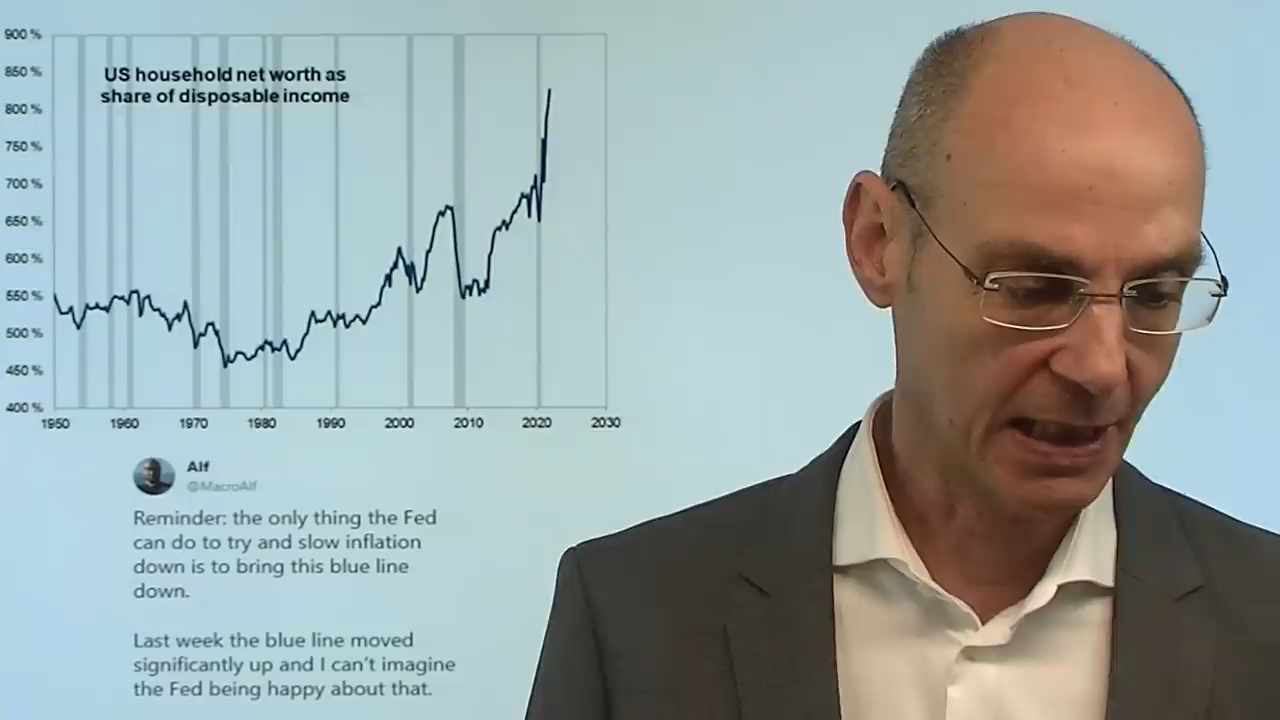 900 %
850 %
800 %
750 %
700 %
650 %
600 %
550 %
500 %
450 %
400 %
US household net worth as
share of disposable income
1950 1960 1970 1980 1990 2000 2010 2020 2030
Alf
@MacroAlf
Reminder: the only thing the Fed
can do to try and slow inflation
down is to bring this blue line
down.
Last week the blue line moved
significantly up and I can't imagine
the Fed being happy about that.